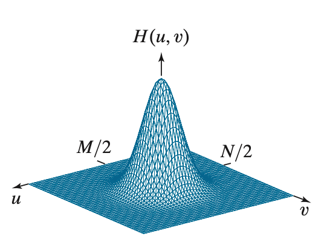 H(u, v)
M/2
N/2
u
v